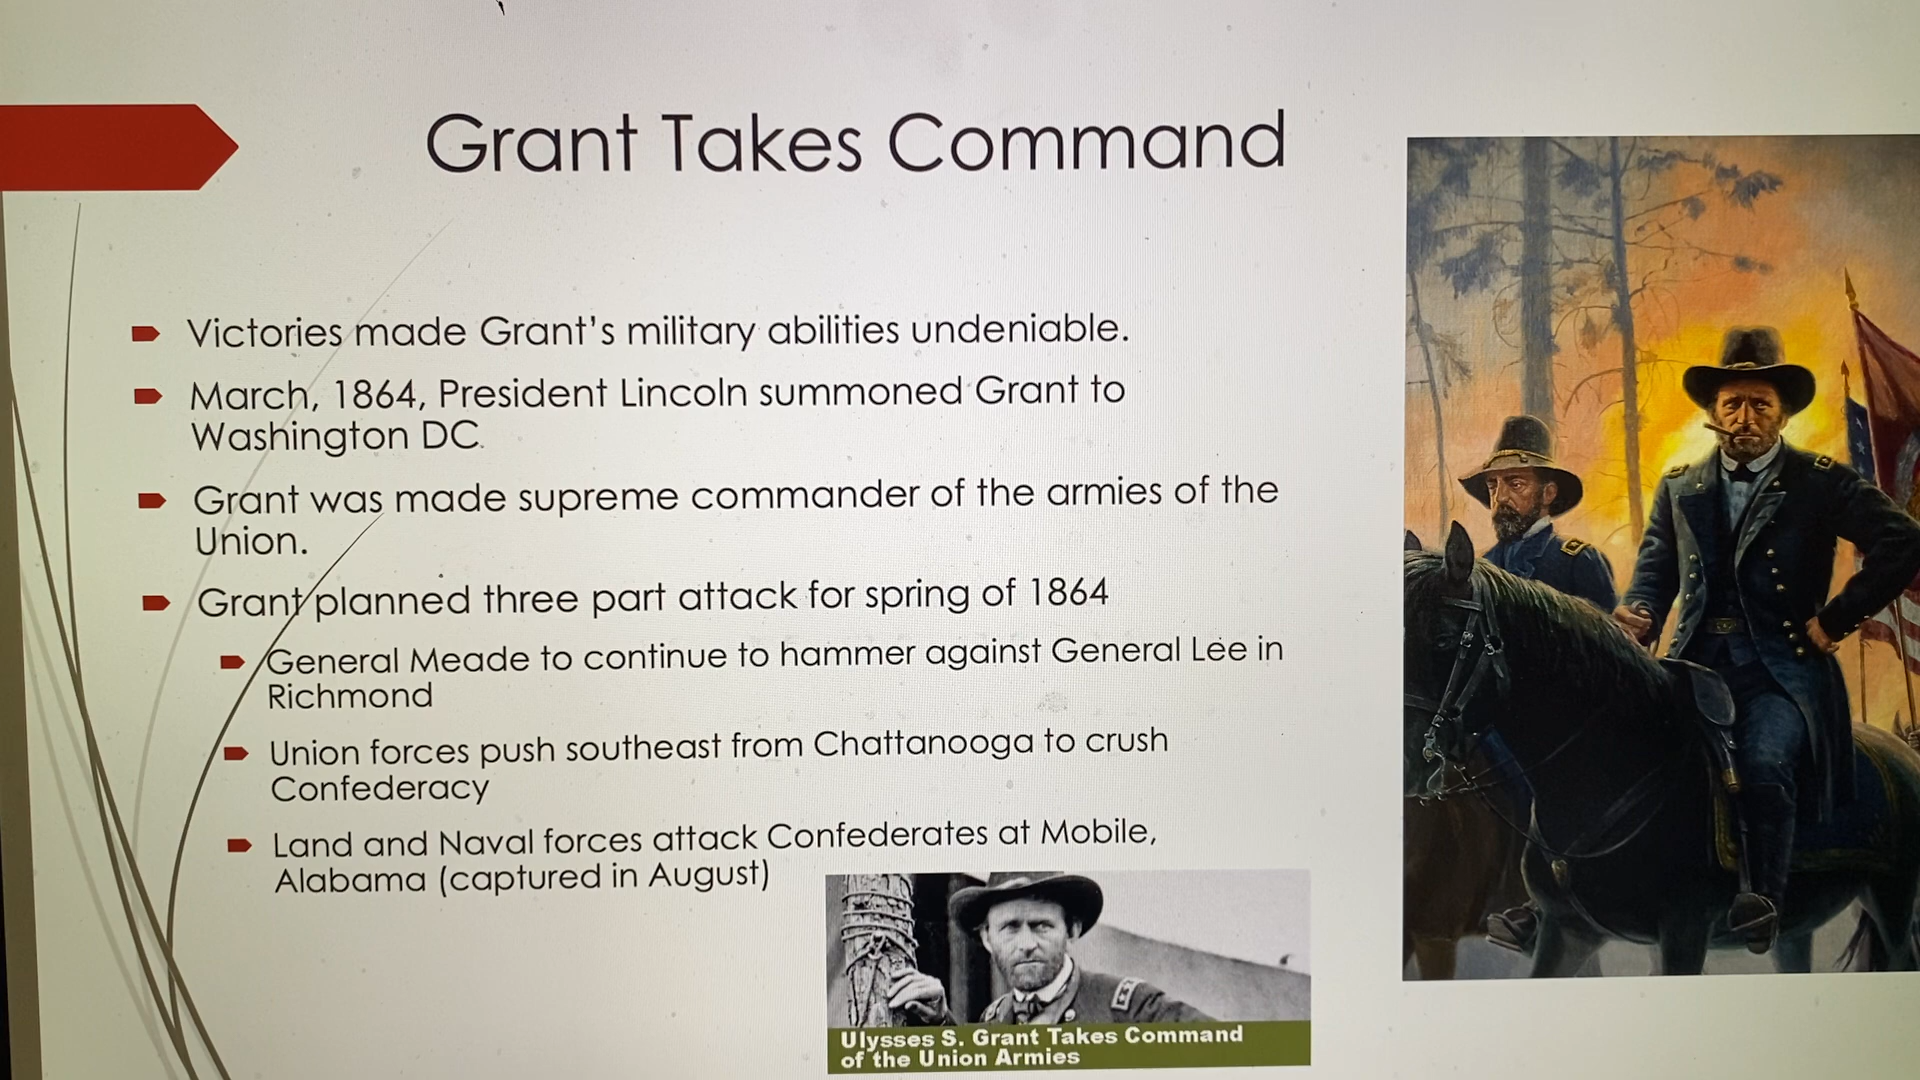 Grant Takes Command
Victories made Grant's military abilities undeniable.
March, 1864, President Lincoln summoned Grant to
Washington DC.
Grant was made supreme commander of the armies of the
Union.
Grant planned three part attack for spring of 1864
General Meade to continue to hammer against General Lee in
Richmond
Union forces push southeast from Chattanooga to crush
Confederacy
Land and Naval forces attack Confederates at Mobile,
Alabama (captured in August)
Ulysses S. Grant Takes Command
of the Union Armies